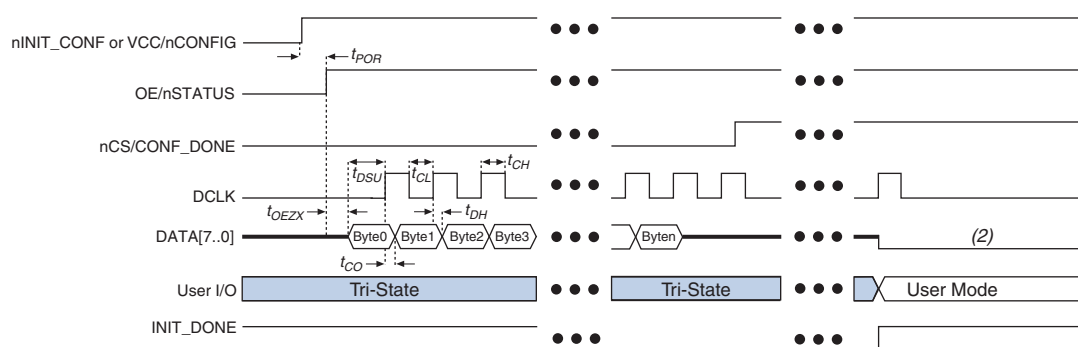 nINIT_CONF or VCC/nCONFIG
tPOR
OE/nSTATUS
nCS/CONF_DONE
tDSU
tCL
tCH
DCLK
tOEZX
tDH
DATA[7..0]
Byte0
Byte1
Byte2
Byte3
Byten
(2)
tCO
User I/O
Tri-State
Tri-State
User Mode
INIT_DONE